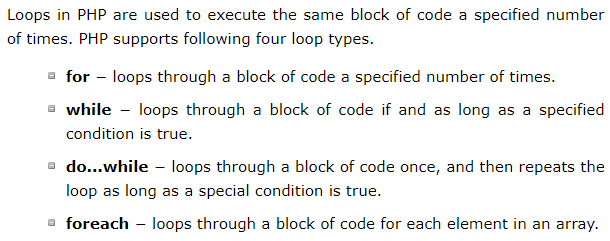 Loops in PHP are used to execute the same block of code a specified number
of times. PHP supports following four loop types.
for − loops through a block of code a specified number of times.
while − loops through a block of code if and as long as a specified
condition is true.
do...while − loops through a block of code once, and then repeats the
loop as long as a special condition is true.
foreach − loops through a block of code for each element in an array.